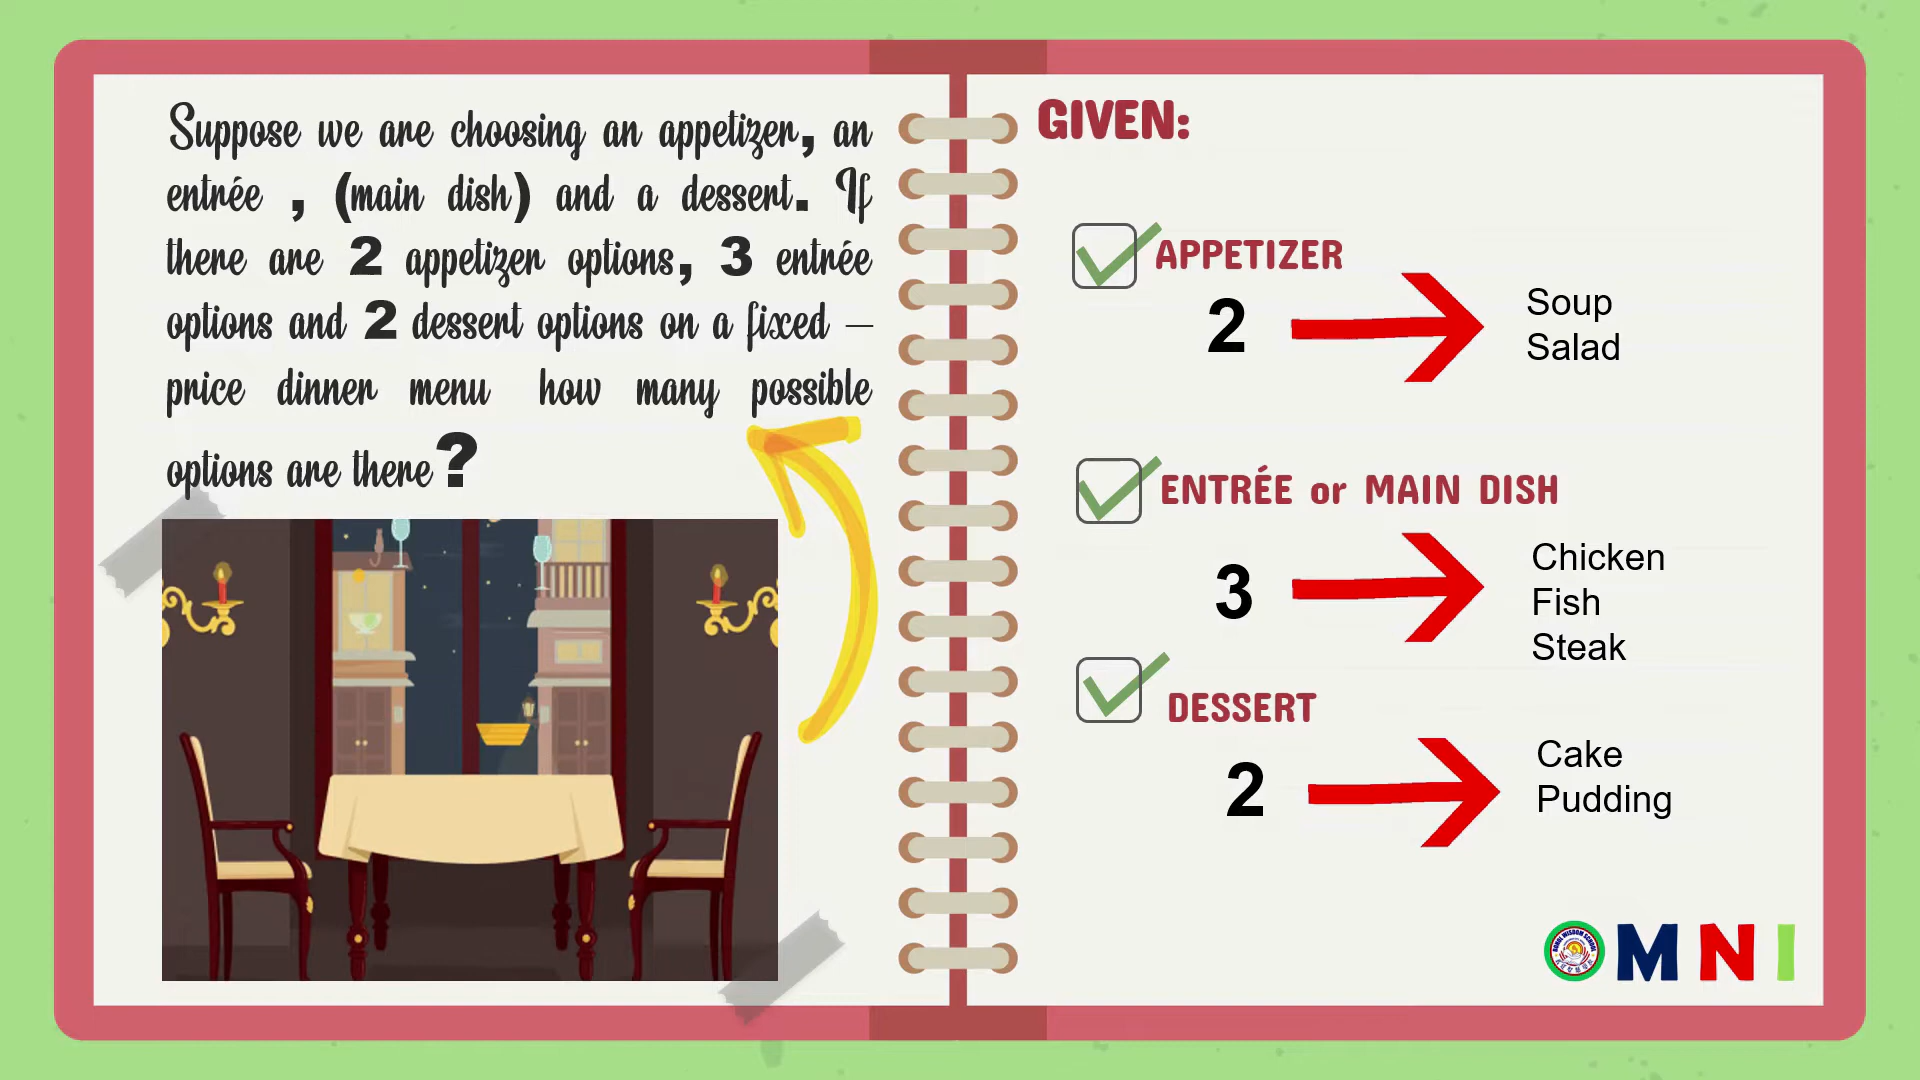 Suppose we are choosing an appetizer, an
entrée , (main dish) and a dessert. If
there are 2 appetizer options, 3 entrée
options and 2 dessert options on a fixed –
price dinner menu how many possible
options are there?
GIVEN:
APPETIZER
2
Soup
Salad
ENTRÉE or MAIN DISH
3
Chicken
Fish
Steak
DESSERT
2
Cake
Pudding
OMNI